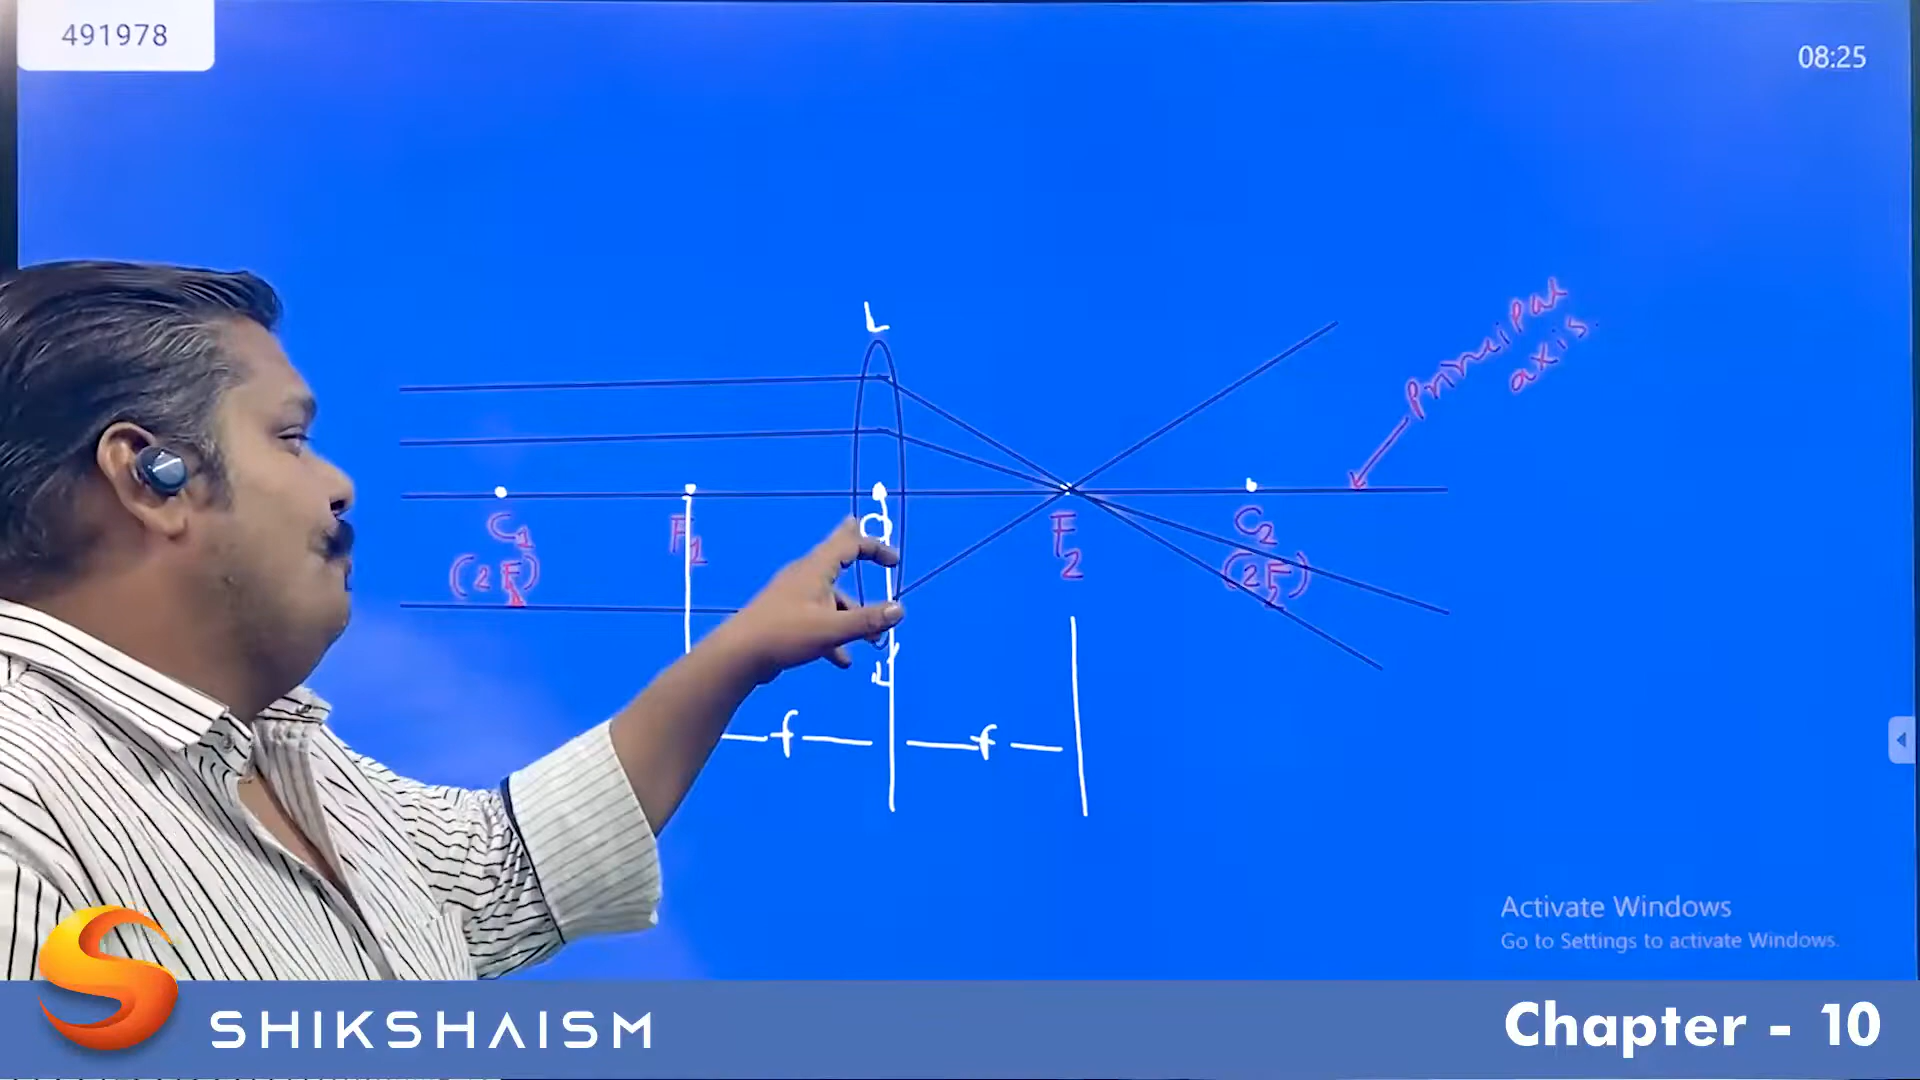 491978
08:25
L
Principal
axis.
C1
(2F1)
F1
O
F2
C2
(2F2)
L'
f
f
Activate Windows
Go to Settings to activate Windows.
SHIKSHAISM
Chapter - 10